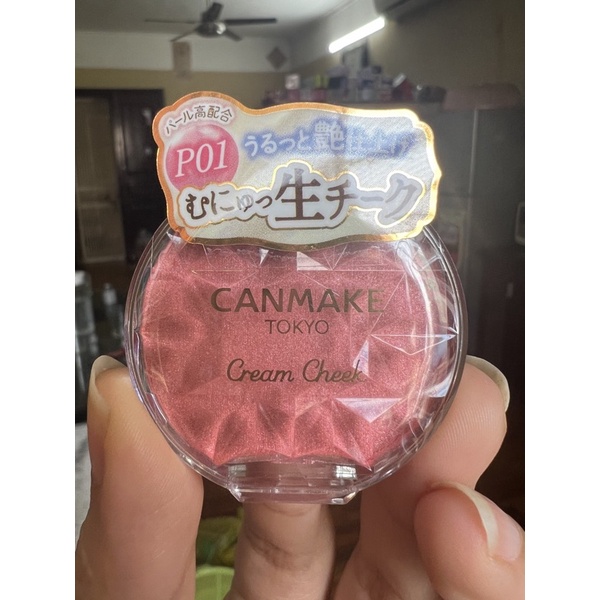 パール高配合
P01
うるっと艶仕上げ
むにゅっ生チーク
CANMAKE
TOKYO
Cream Cheek